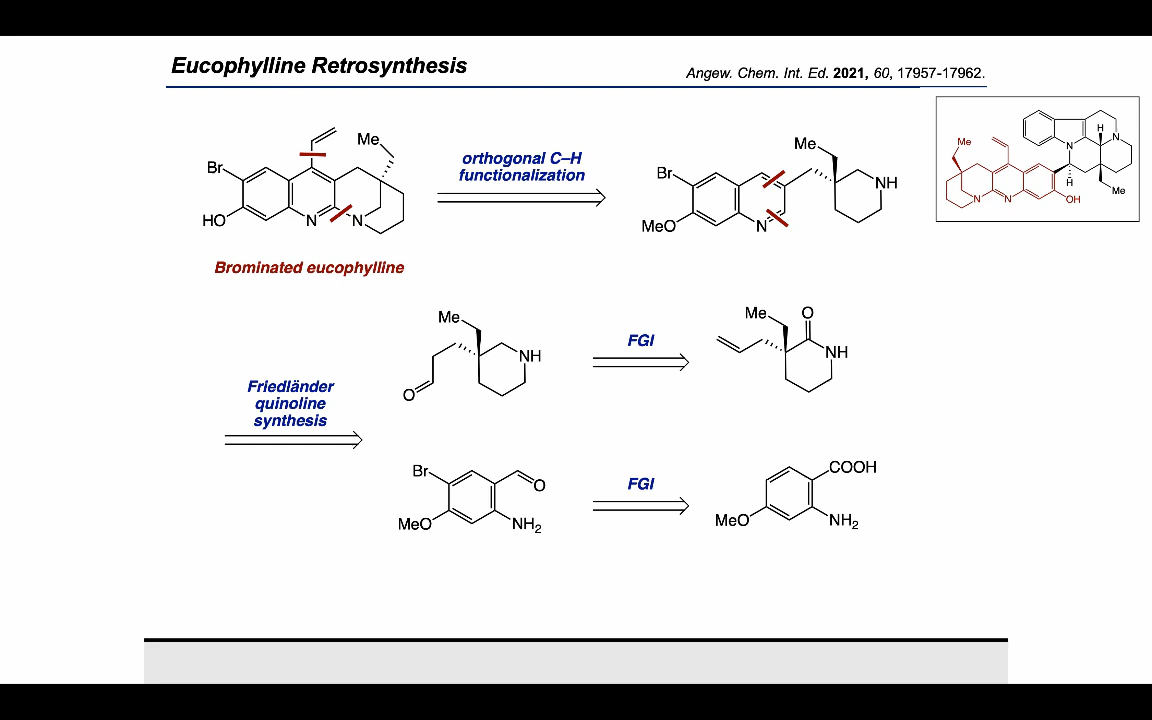 Eucophylline Retrosynthesis
Angew. Chem. Int. Ed. 2021, 60, 17957-17962.
Me
Br
HO
N
N
Brominated eucophylline
orthogonal C–H
functionalization
Me
Br
NH
MeO
N
Me
N
N
OH
N
H
N
H
Me
Friedländer
quinoline
synthesis
Me
NH
O
FGI
Me
O
NH
Br
O
MeO
NH2
FGI
COOH
MeO
NH2